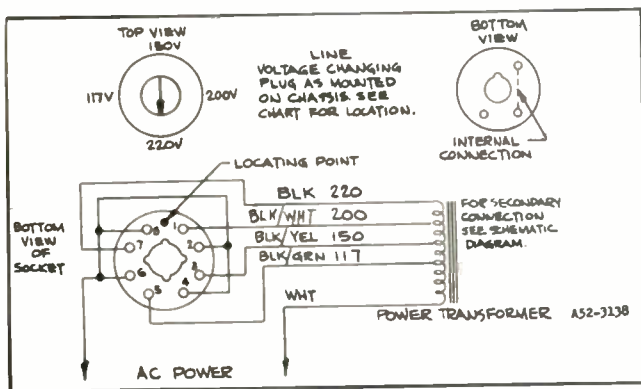 TOP VIEW
150V
117V
200V
220V
LINE
VOLTAGE CHANGING
PLUG AS MOUNTED
ON CHASSIS SEE
CHART FOR LOCATION.
BOTTOM
VIEW
INTERNAL
CONNECTION
LOCATING POINT
BOTTOM
VIEW
OF
SOCKET
8
1
7
2
6
3
5
4
BLK 220
BLK/WHT 200
BLK/YEL 150
BLK/GRN 117
WHT
FOR SECONDARY
CONNECTION
SEE SCHEMATIC
DIAGRAM.
POWER TRANSFORMER A52-3238
AC POWER